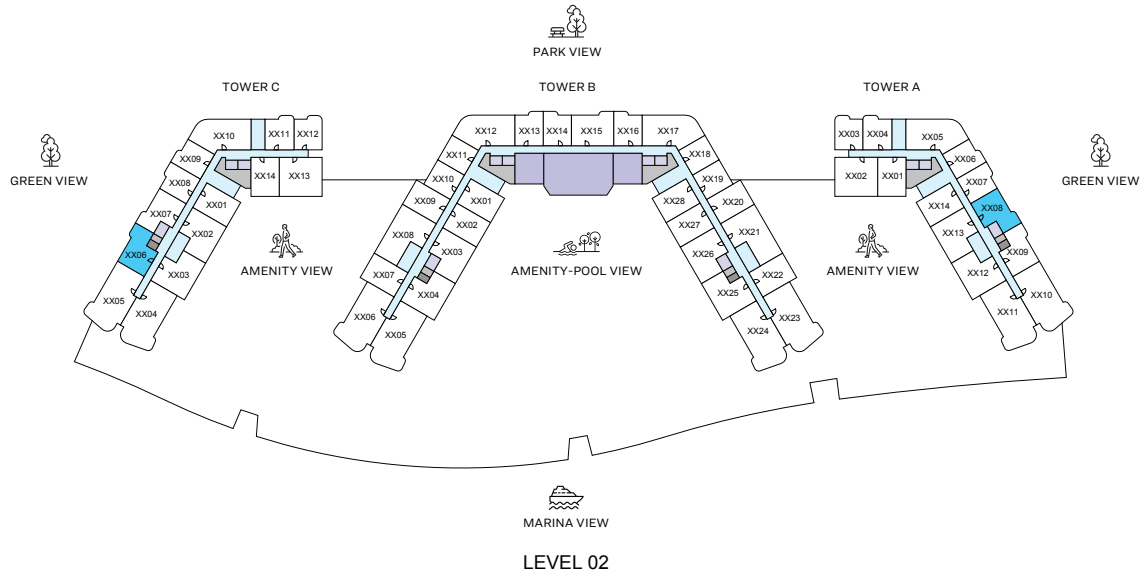 PARK VIEW
TOWER C
TOWER B
TOWER A
XX10
XX11
XX12
XX09
XX08
XX07
XX06
XX05
XX04
XX03
XX02
XX01
XX14
XX13
XX12
XX13
XX14
XX15
XX16
XX17
XX11
XX10
XX09
XX08
XX07
XX06
XX05
XX04
XX03
XX02
XX01
XX18
XX19
XX20
XX21
XX22
XX23
XX24
XX25
XX26
XX27
XX28
XX03
XX04
XX05
XX02
XX01
XX06
XX07
XX08
XX09
XX10
XX11
XX12
XX13
XX14
GREEN VIEW
AMENITY VIEW
AMENITY-POOL VIEW
AMENITY VIEW
GREEN VIEW
MARINA VIEW
LEVEL 02